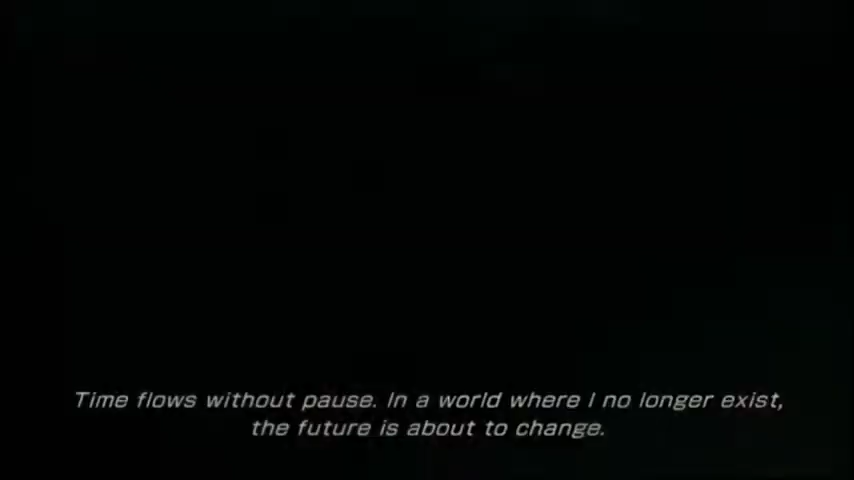 Time flows without pause. In a world where I no longer exist,
the future is about to change.